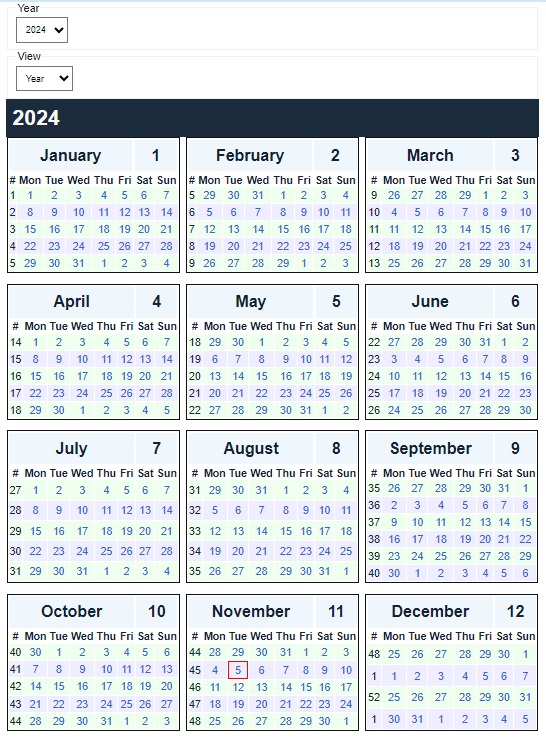 Year
2024
View
Year
2024
January 1
# Mon Tue Wed Thu Fri Sat Sun
1 1 2 3 4 5 6 7
2 8 9 10 11 12 13 14
3 15 16 17 18 19 20 21
4 22 23 24 25 26 27 28
5 29 30 31 1 2 3 4
February 2
# Mon Tue Wed Thu Fri Sat Sun
5 29 30 31 1 2 3 4
6 5 6 7 8 9 10 11
7 12 13 14 15 16 17 18
8 19 20 21 22 23 24 25
9 26 27 28 29 1 2 3
March 3
# Mon Tue Wed Thu Fri Sat Sun
9 26 27 28 29 1 2 3
10 4 5 6 7 8 9 10
11 11 12 13 14 15 16 17
12 18 19 20 21 22 23 24
13 25 26 27 28 29 30 31
April 4
# Mon Tue Wed Thu Fri Sat Sun
14 1 2 3 4 5 6 7
15 8 9 10 11 12 13 14
16 15 16 17 18 19 20 21
17 22 23 24 25 26 27 28
18 29 30 1 2 3 4 5
May 5
# Mon Tue Wed Thu Fri Sat Sun
18 29 30 1 2 3 4 5
19 6 7 8 9 10 11 12
20 13 14 15 16 17 18 19
21 20 21 22 23 24 25 26
22 27 28 29 30 31 1 2
June 6
# Mon Tue Wed Thu Fri Sat Sun
22 27 28 29 30 31 1 2
23 3 4 5 6 7 8 9
24 10 11 12 13 14 15 16
25 17 18 19 20 21 22 23
26 24 25 26 27 28 29 30
July 7
# Mon Tue Wed Thu Fri Sat Sun
27 1 2 3 4 5 6 7
28 8 9 10 11 12 13 14
29 15 16 17 18 19 20 21
30 22 23 24 25 26 27 28
31 29 30 31 1 2 3 4
August 8
# Mon Tue Wed Thu Fri Sat Sun
31 29 30 31 1 2 3 4
32 5 6 7 8 9 10 11
33 12 13 14 15 16 17 18
34 19 20 21 22 23 24 25
35 26 27 28 29 30 31 1
September 9
# Mon Tue Wed Thu Fri Sat Sun
35 26 27 28 29 30 31 1
36 2 3 4 5 6 7 8
37 9 10 11 12 13 14 15
38 16 17 18 19 20 21 22
39 23 24 25 26 27 28 29
40 30 1 2 3 4 5 6
October 10
# Mon Tue Wed Thu Fri Sat Sun
40 30 1 2 3 4 5 6
41 7 8 9 10 11 12 13
42 14 15 16 17 18 19 20
43 21 22 23 24 25 26 27
44 28 29 30 31 1 2 3
November 11
# Mon Tue Wed Thu Fri Sat Sun
44 28 29 30 31 1 2 3
45 4 5 6 7 8 9 10
46 11 12 13 14 15 16 17
47 18 19 20 21 22 23 24
48 25 26 27 28 29 30 1
December 12
# Mon Tue Wed Thu Fri Sat Sun
48 25 26 27 28 29 30 1
1 1 2 3 4 5 6 7
52 25 26 27 28 29 30 31
1 30 31 1 2 3 4 5